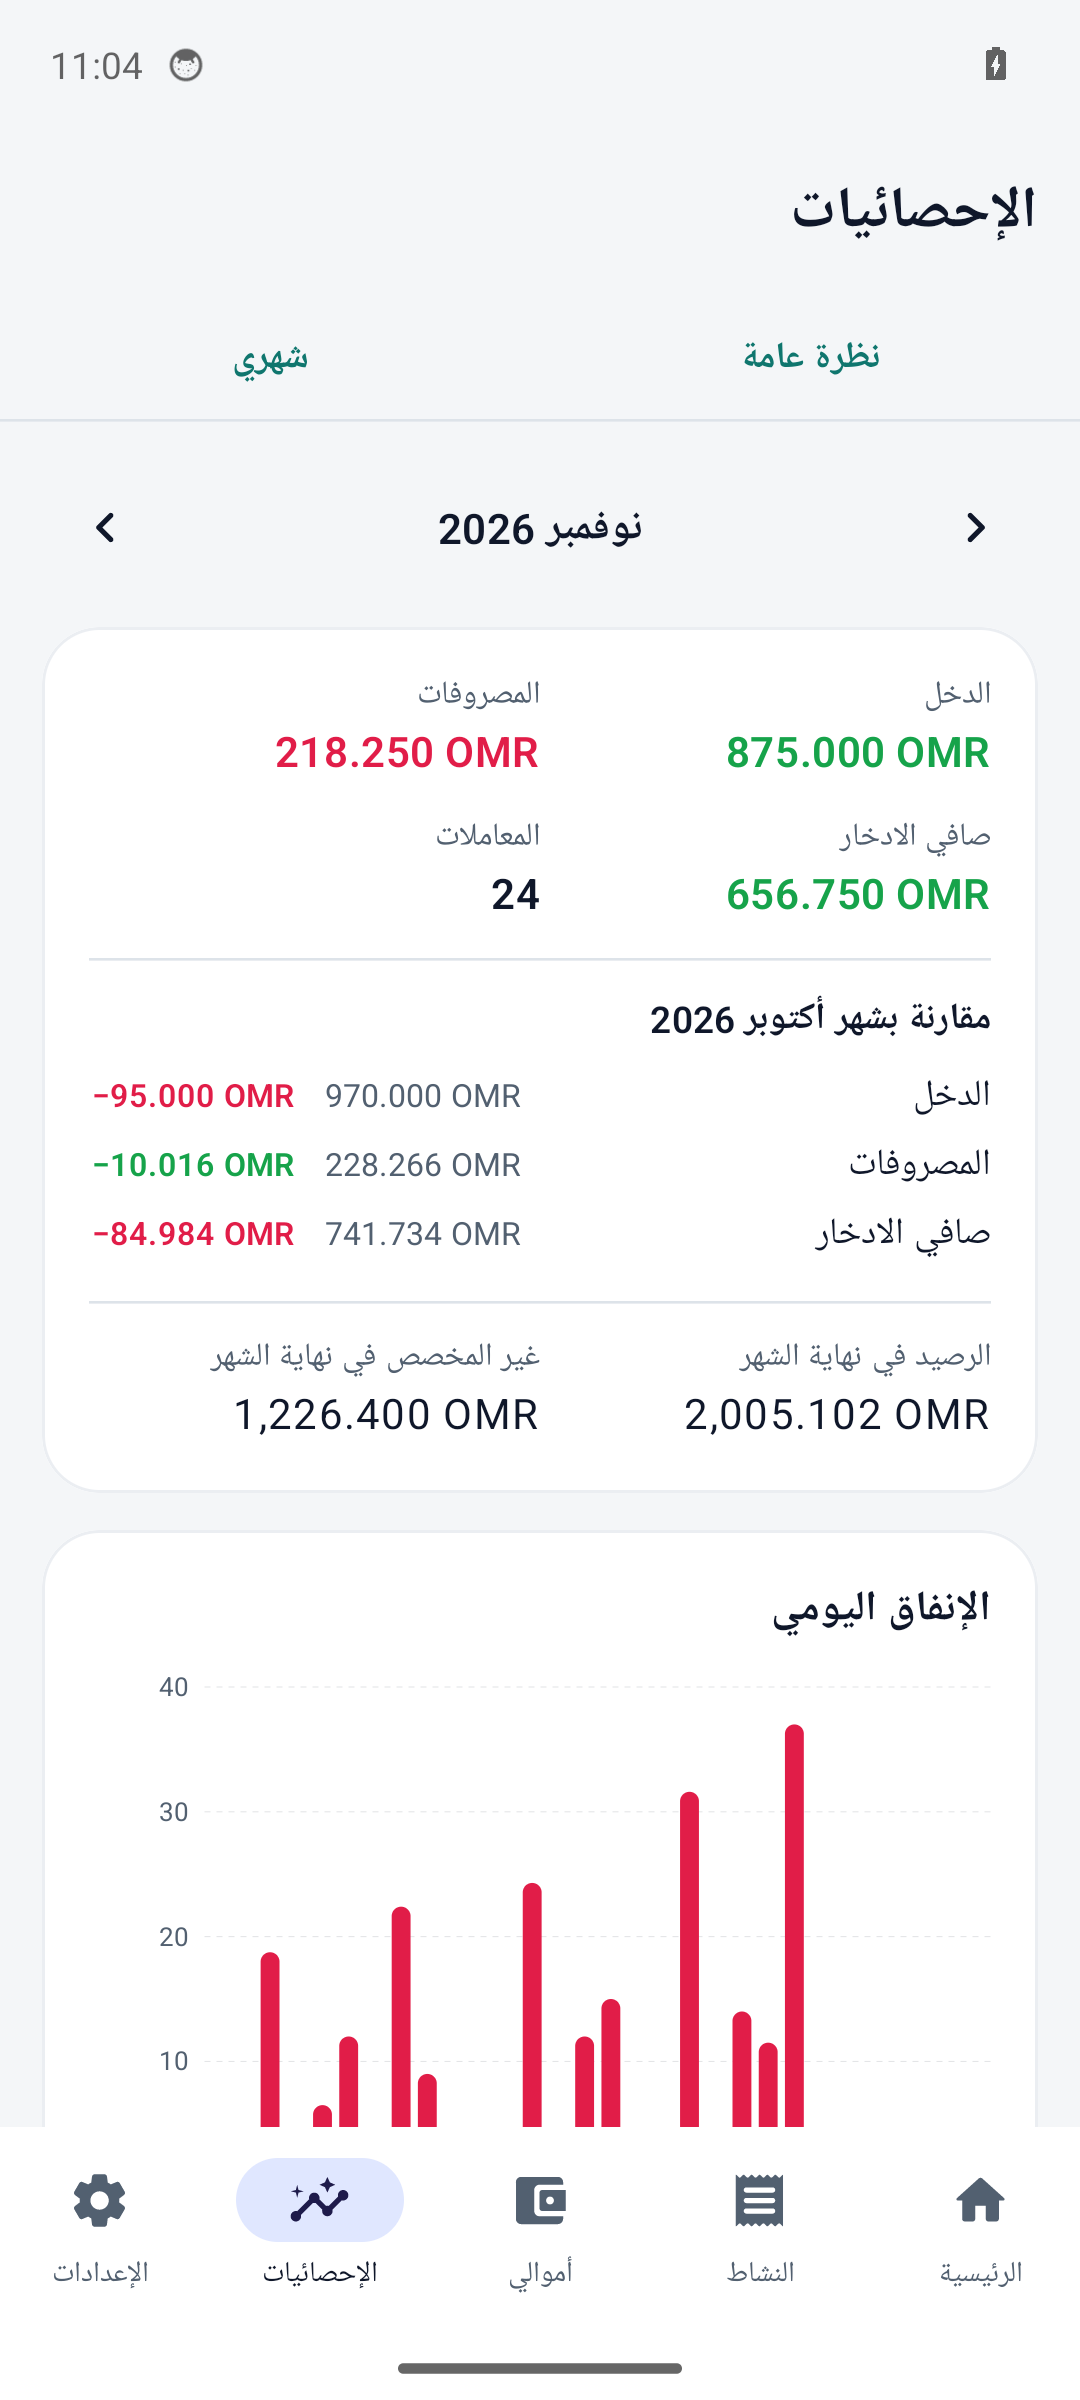 11:04
الإحصائيات
نظرة عامة
شهري
نوفمبر 2026
الدخل
المصروفات
875.000 OMR
218.250 OMR
صافي الادخار
المعاملات
656.750 OMR
24
مقارنة بشهر أكتوبر 2026
الدخل 970.000 OMR −95.000 OMR
المصروفات 228.266 OMR −10.016 OMR
صافي الادخار 741.734 OMR −84.984 OMR
الرصيد في نهاية الشهر
غير المخصص في نهاية الشهر
2,005.102 OMR
1,226.400 OMR
الإنفاق اليومي
40
30
20
10
الرئيسية
النشاط
أموالي
الإحصائيات
الإعدادات